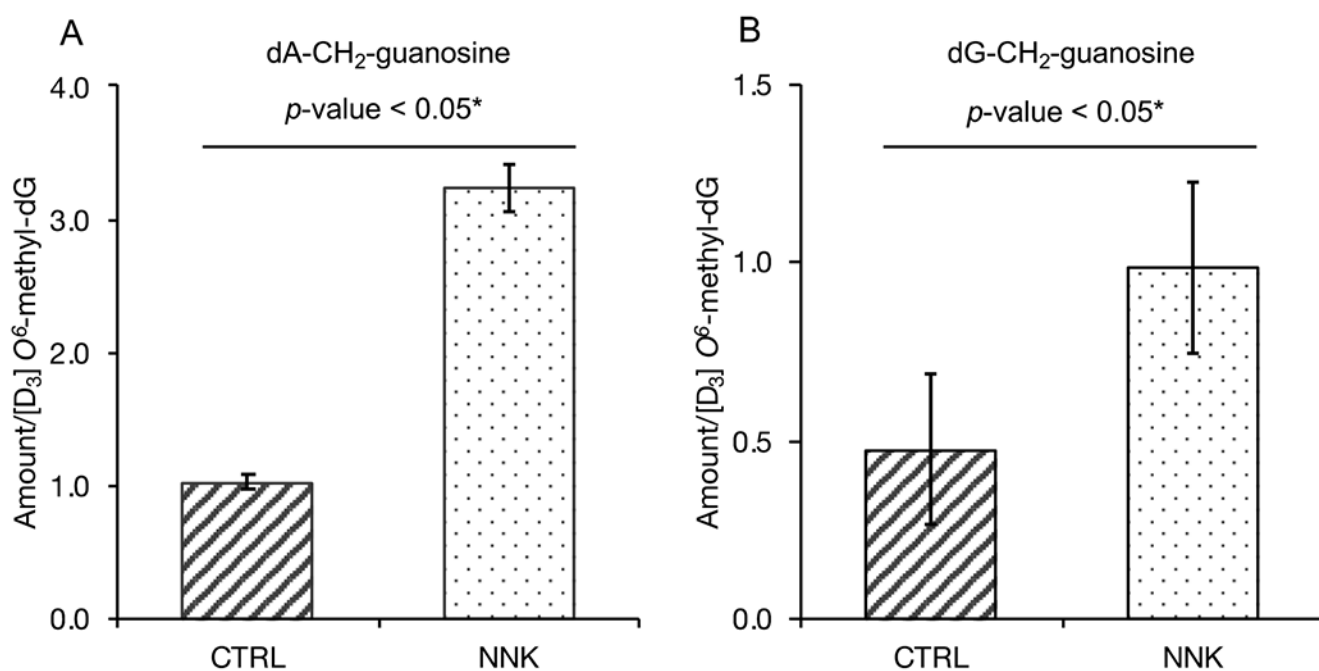 A
dA-CH₂-guanosine
p-value < 0.05*
Amount/[D₃] O⁶-methyl-dG
4.0
3.0
2.0
1.0
0.0
CTRL NNK
B
dG-CH₂-guanosine
p-value < 0.05*
Amount/[D₃] O⁶-methyl-dG
1.5
1.0
0.5
0.0
CTRL NNK